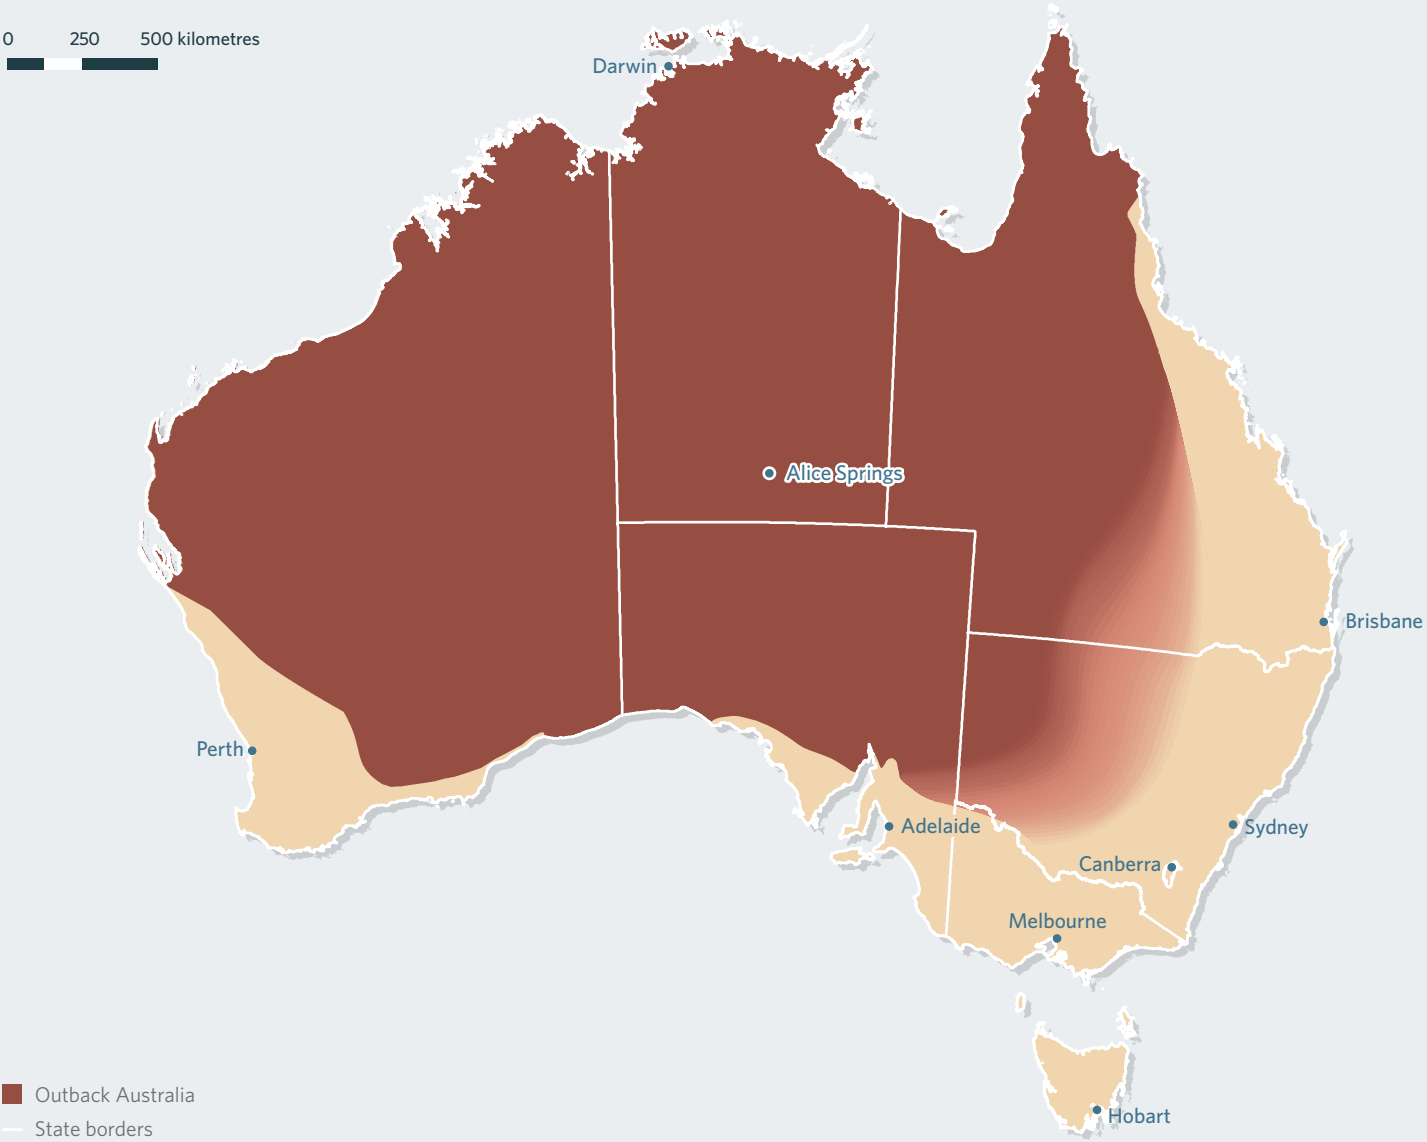 0 250 500 kilometres
Darwin
Alice Springs
Brisbane
Perth
Adelaide
Sydney
Canberra
Melbourne
Outback Australia
Hobart
State borders